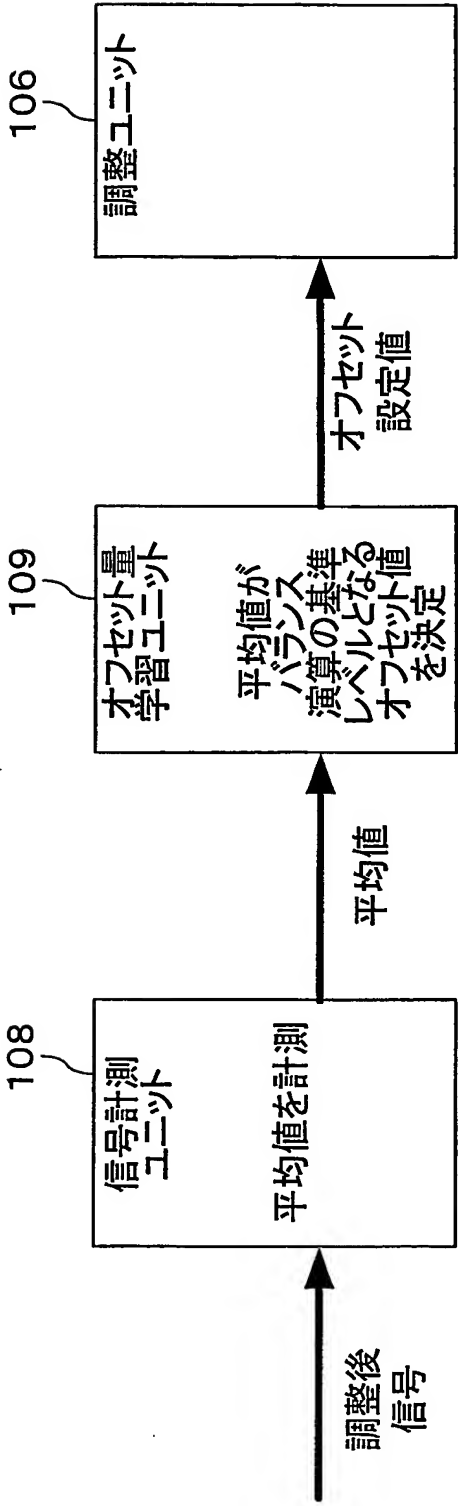 調整後
信号
108
信号計測
ユニット
平均値を計測
平均値
109
オフセット量
学習ユニット
平均値が
バランス
演算の基準
レベルとなる
オフセット値
を決定
オフセット
設定値
106
調整ユニット